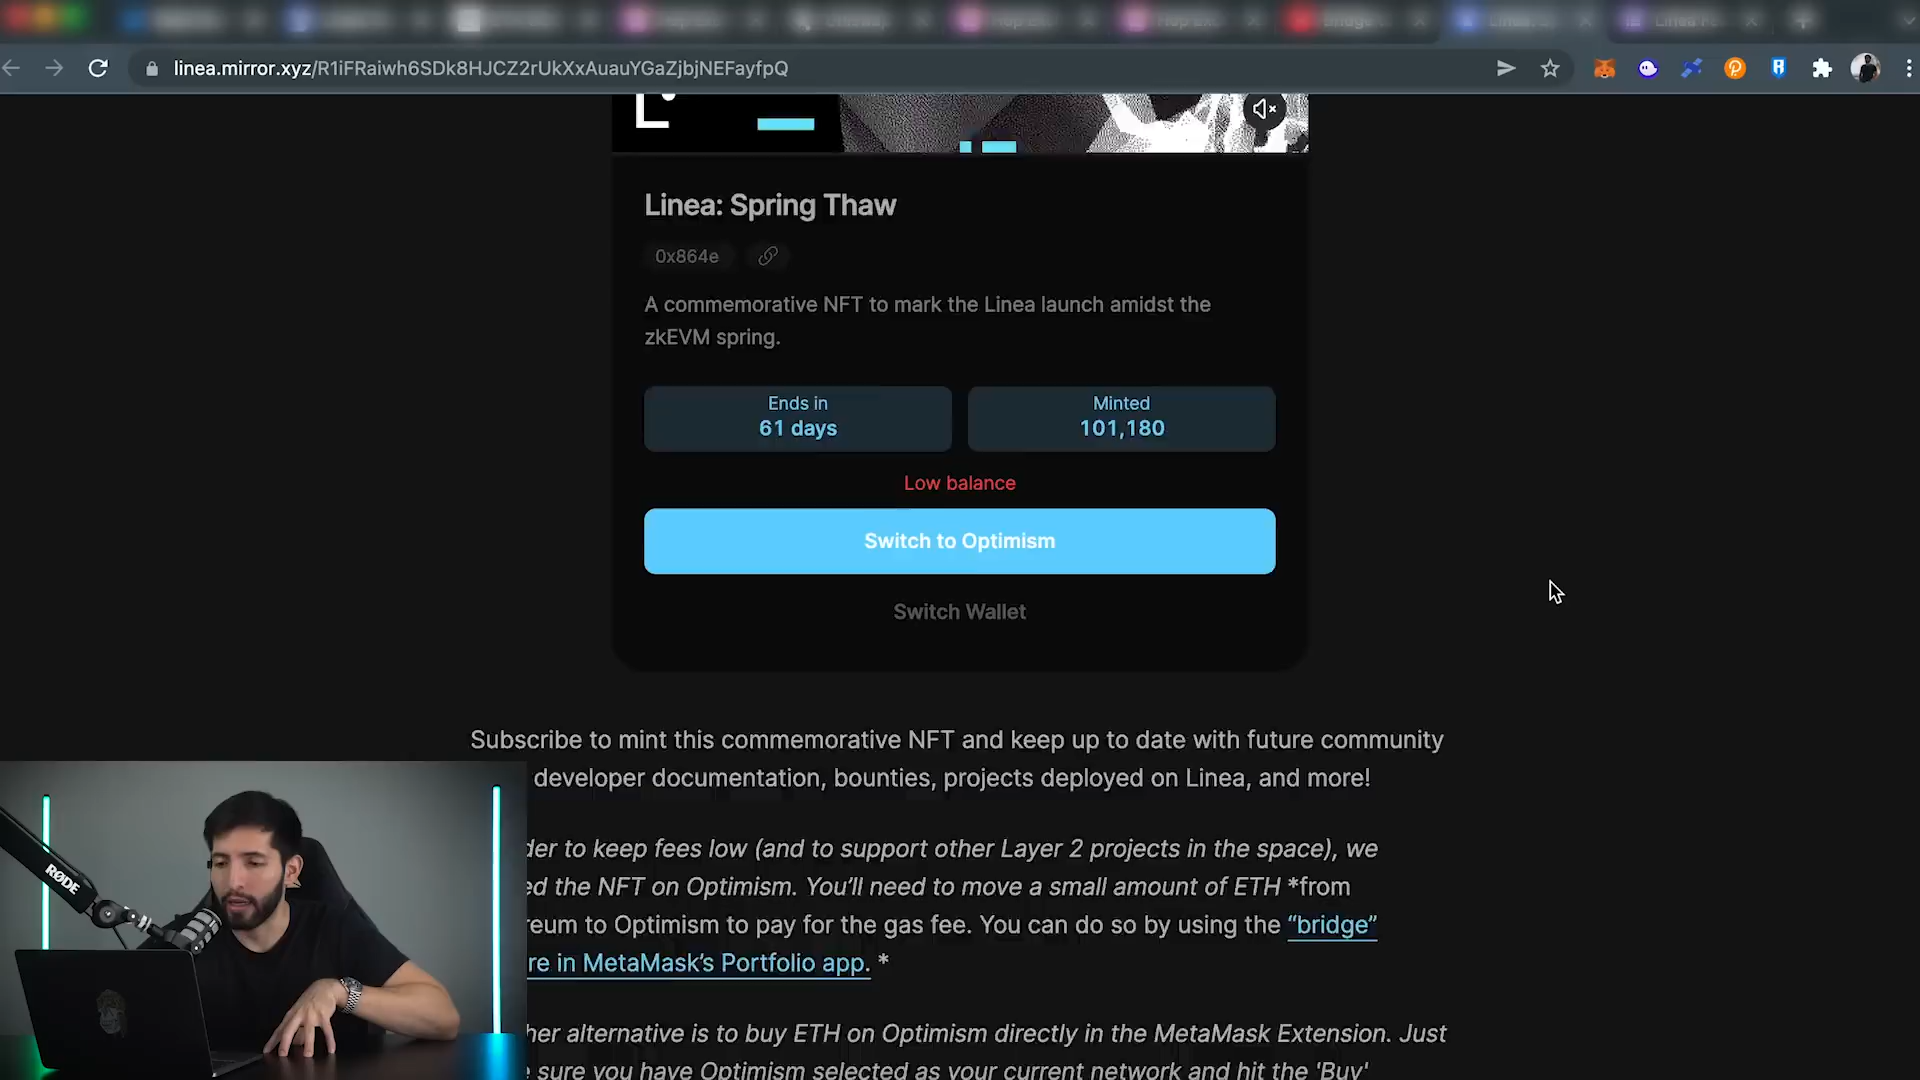 linea.mirror.xyz/R1iFRaiwh6SDk8HJCZ2rUkXxAuauYGaZjbjNEFayfpQ
Linea: Spring Thaw
0x864e
A commemorative NFT to mark the Linea launch amidst the
zkEVM spring.
Ends in
61 days
Minted
101,180
Low balance
Switch to Optimism
Switch Wallet
Subscribe to mint this commemorative NFT and keep up to date with future community
developer documentation, bounties, projects deployed on Linea, and more!
der to keep fees low (and to support other Layer 2 projects in the space), we
ed the NFT on Optimism. You'll need to move a small amount of ETH *from
reum to Optimism to pay for the gas fee. You can do so by using the “bridge”
re in MetaMask's Portfolio app. *
her alternative is to buy ETH on Optimism directly in the MetaMask Extension. Just
sure you have Optimism selected as your current network and hit the 'Buy'
RØDE